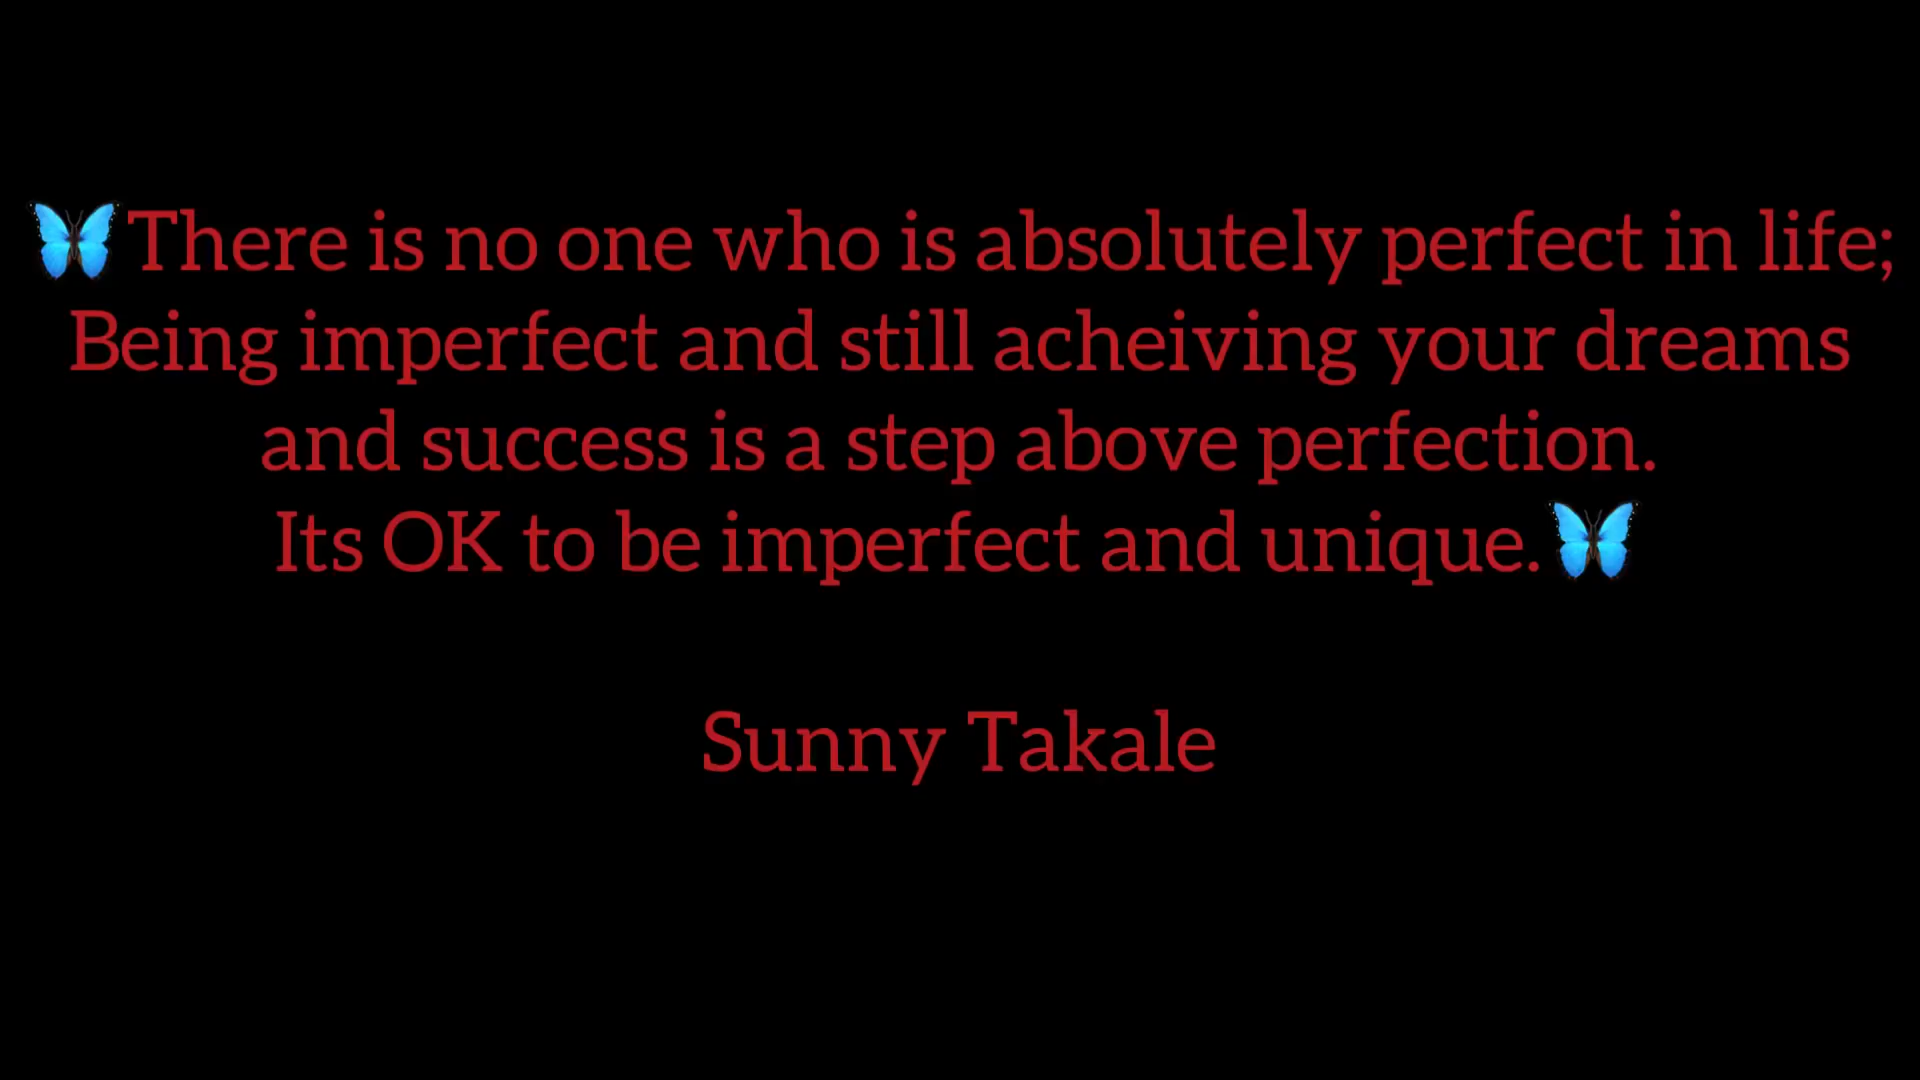 🦋There is no one who is absolutely perfect in life;
Being imperfect and still acheiving your dreams
and success is a step above perfection.
Its OK to be imperfect and unique.🦋
Sunny Takale